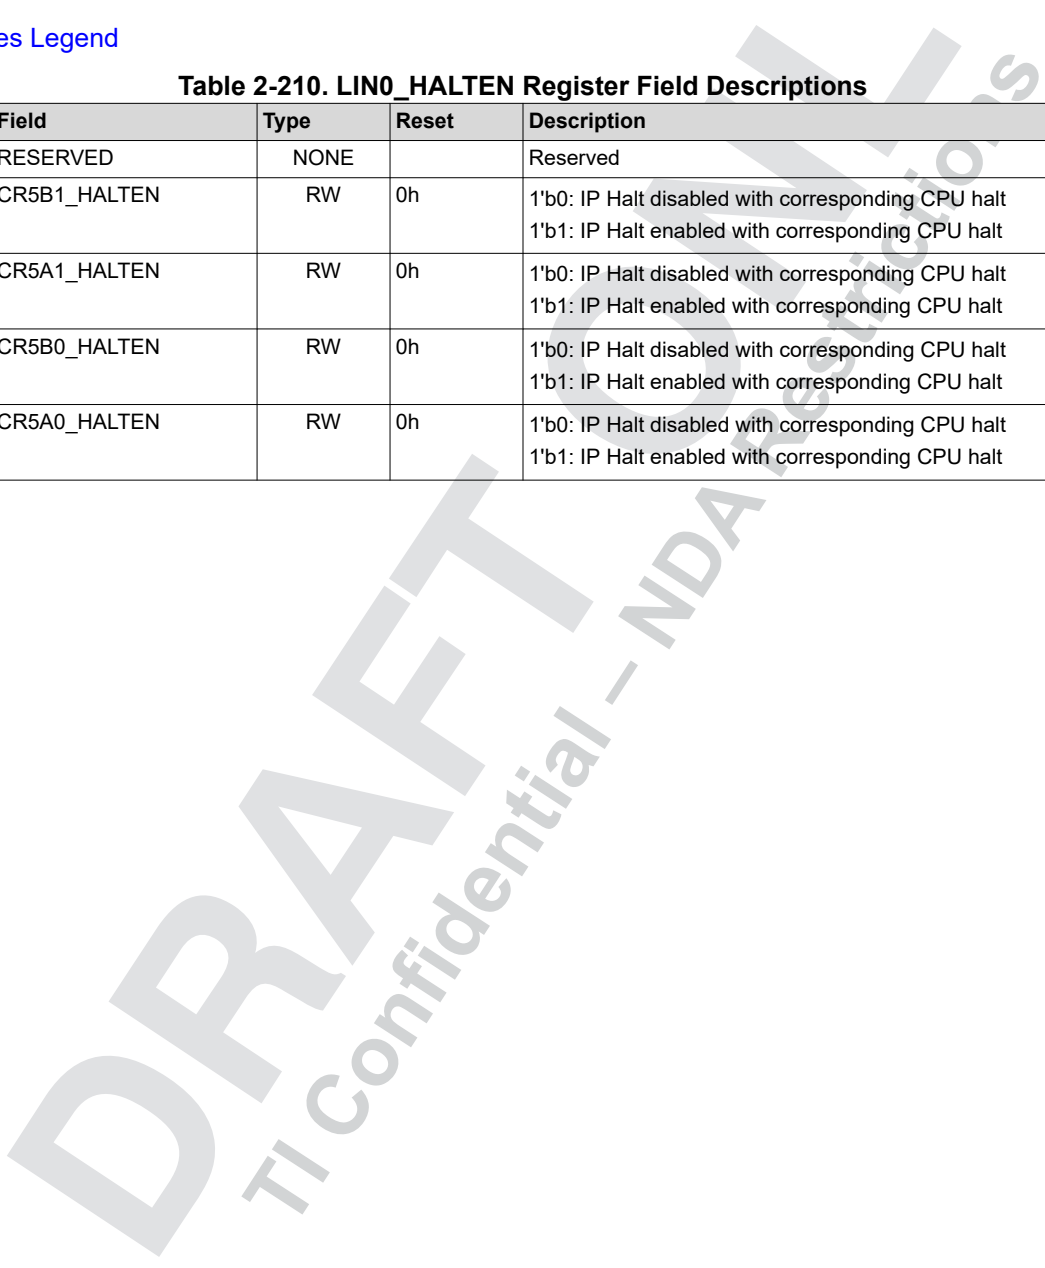 es Legend
Table 2-210. LIN0_HALTEN Register Field Descriptions
Field Type Reset Description
RESERVED NONE Reserved
CR5B1_HALTEN RW 0h 1'b0: IP Halt disabled with corresponding CPU halt
1'b1: IP Halt enabled with corresponding CPU halt
CR5A1_HALTEN RW 0h 1'b0: IP Halt disabled with corresponding CPU halt
1'b1: IP Halt enabled with corresponding CPU halt
CR5B0_HALTEN RW 0h 1'b0: IP Halt disabled with corresponding CPU halt
1'b1: IP Halt enabled with corresponding CPU halt
CR5A0_HALTEN RW 0h 1'b0: IP Halt disabled with corresponding CPU halt
1'b1: IP Halt enabled with corresponding CPU halt
DRAFT ON
TI Confidential – NDA Restrictions